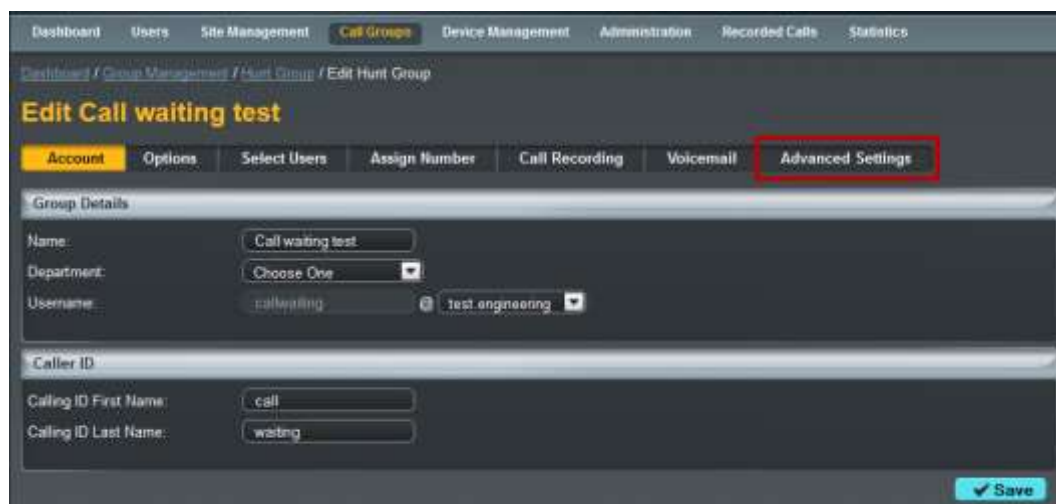 Dashboard Users Site Management Call Groups Device Management Administration Recorded Calls Statistics
Dashboard / Group Management / Hunt Group / Edit Hunt Group
Edit Call waiting test
Account Options Select Users Assign Number Call Recording Voicemail Advanced Settings
Group Details
Name: Call waiting test
Department: Choose One
Username: callwaiting @ test.engineering
Caller ID
Calling ID First Name: call
Calling ID Last Name: waiting
Save